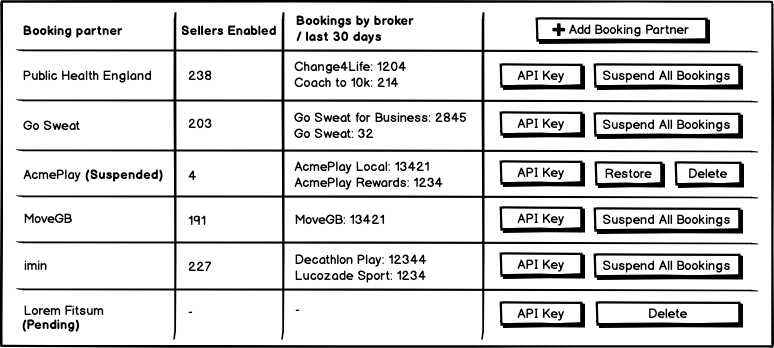 Booking partner
Sellers Enabled
Bookings by broker
/ last 30 days
Add Booking Partner
Public Health England
238
Change4Life: 1204
Coach to 10k: 214
API Key
Suspend All Bookings
Go Sweat
203
Go Sweat for Business: 2845
Go Sweat: 32
API Key
Suspend All Bookings
AcmePlay (Suspended)
4
AcmePlay Local: 13421
AcmePlay Rewards: 1234
API Key
Restore
Delete
MoveGB
191
MoveGB: 13421
API Key
Suspend All Bookings
imin
227
Decathlon Play: 12344
Lucozade Sport: 1234
API Key
Suspend All Bookings
Lorem Fitsum
(Pending)
-
-
API Key
Delete